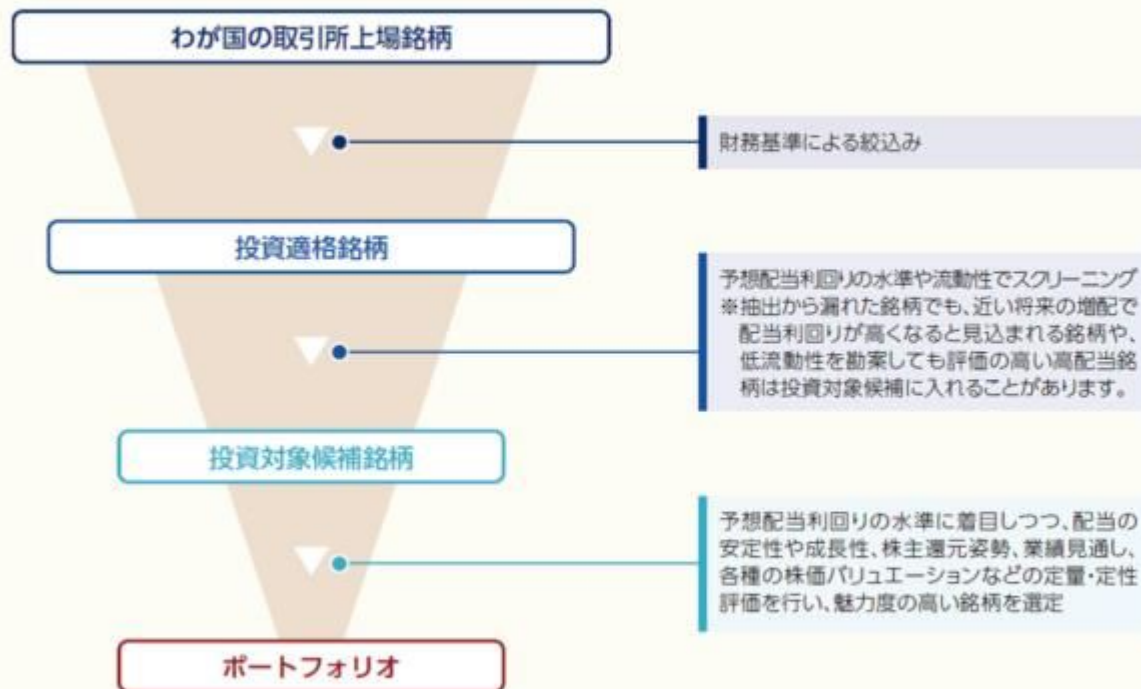 わが国の取引所上場銘柄
財務基準による絞込み
投資適格銘柄
予想配当利回りの水準や流動性でスクリーニング
※抽出から漏れた銘柄でも、近い将来の増配で
配当利回りが高くなると見込まれる銘柄や、
低流動性を勘案しても評価の高い高配当銘
柄は投資対象候補に入れることがあります。
投資対象候補銘柄
予想配当利回りの水準に着目しつつ、配当の
安定性や成長性、株主還元姿勢、業績見通し、
各種の株価バリュエーションなどの定量・定性
評価を行い、魅力度の高い銘柄を選定
ポートフォリオ